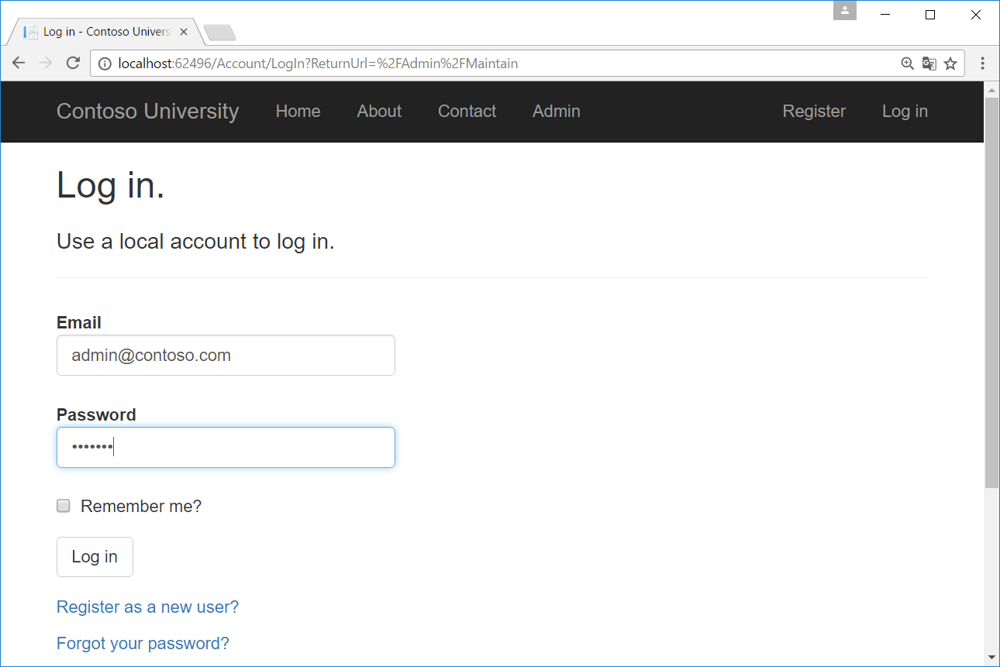 Log in - Contoso Univers
localhost:62496/Account/LogIn?ReturnUrl=%2FAdmin%2FMaintain
Contoso University Home About Contact Admin Register Log in
Log in.
Use a local account to log in.
Email
admin@contoso.com
Password
•••••••
Remember me?
Log in
Register as a new user?
Forgot your password?